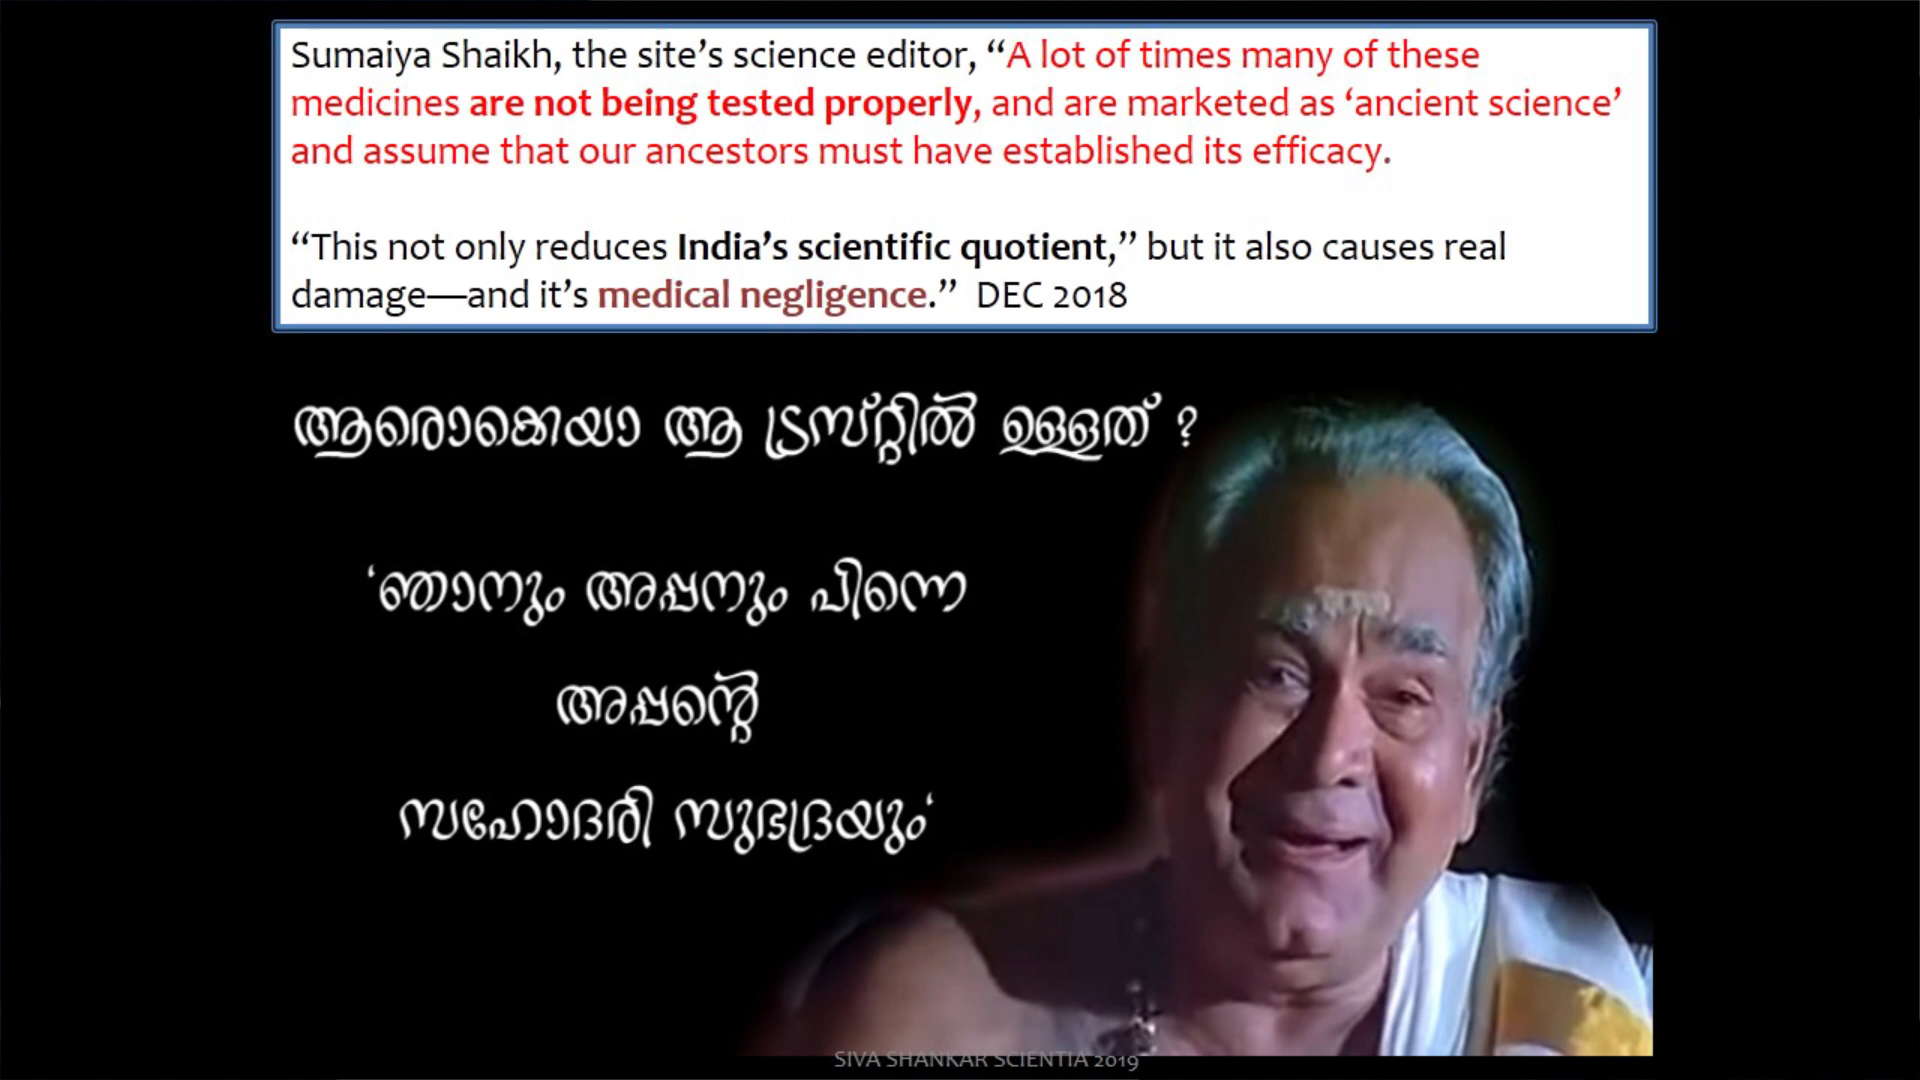 Sumaiya Shaikh, the site’s science editor, “A lot of times many of these
medicines are not being tested properly, and are marketed as ‘ancient science’
and assume that our ancestors must have established its efficacy.
“This not only reduces India’s scientific quotient,” but it also causes real
damage—and it’s medical negligence.” DEC 2018
ആരൊക്കെയാ ആ ട്രസ്റ്റിൽ ഉള്ളത് ?
‘ഞാനും അപ്പനും പിന്നെ
അപ്പന്റെ
സഹോദരി സുഭദ്രയും‘
SIVA SHANKAR SCIENTIA 2019